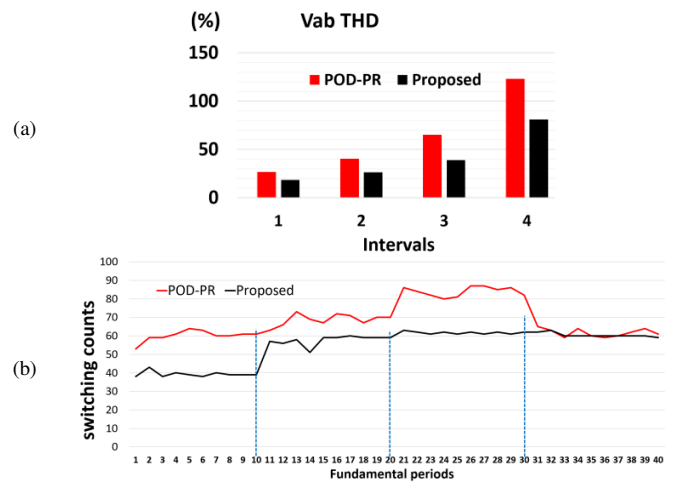 (%) Vab THD
150
POD-PR Proposed
100
(a)
50
0
1 2 3 4
Intervals
100
90
POD-PR Proposed
80
70
60
50
(b)
40
30
20
10
0
switching counts
1 2 3 4 5 6 7 8 9 10 11 12 13 14 15 16 17 18 19 20 21 22 23 24 25 26 27 28 29 30 31 32 33 34 35 36 37 38 39 40
Fundamental periods